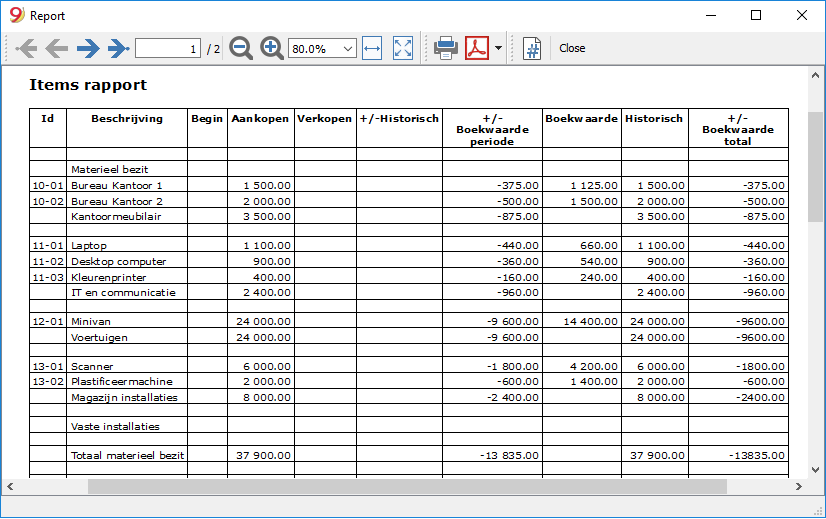 Report
1 / 2 80.0% Close
Items rapport
Id Beschrijving Begin Aankopen Verkopen +/-Historisch +/- Boekwaarde periode Boekwaarde Historisch +/- Boekwaarde total
Materieel bezit
10-01 Bureau Kantoor 1 1 500.00 -375.00 1 125.00 1 500.00 -375.00
10-02 Bureau Kantoor 2 2 000.00 -500.00 1 500.00 2 000.00 -500.00
Kantoormeubilair 3 500.00 -875.00 3 500.00 -875.00
11-01 Laptop 1 100.00 -440.00 660.00 1 100.00 -440.00
11-02 Desktop computer 900.00 -360.00 540.00 900.00 -360.00
11-03 Kleurenprinter 400.00 -160.00 240.00 400.00 -160.00
IT en communicatie 2 400.00 -960.00 2 400.00 -960.00
12-01 Minivan 24 000.00 -9 600.00 14 400.00 24 000.00 -9600.00
Voertuigen 24 000.00 -9 600.00 24 000.00 -9600.00
13-01 Scanner 6 000.00 -1 800.00 4 200.00 6 000.00 -1800.00
13-02 Plastificeermachine 2 000.00 -600.00 1 400.00 2 000.00 -600.00
Magazijn installaties 8 000.00 -2 400.00 8 000.00 -2400.00
Vaste installaties
Totaal materieel bezit 37 900.00 -13 835.00 37 900.00 -13835.00